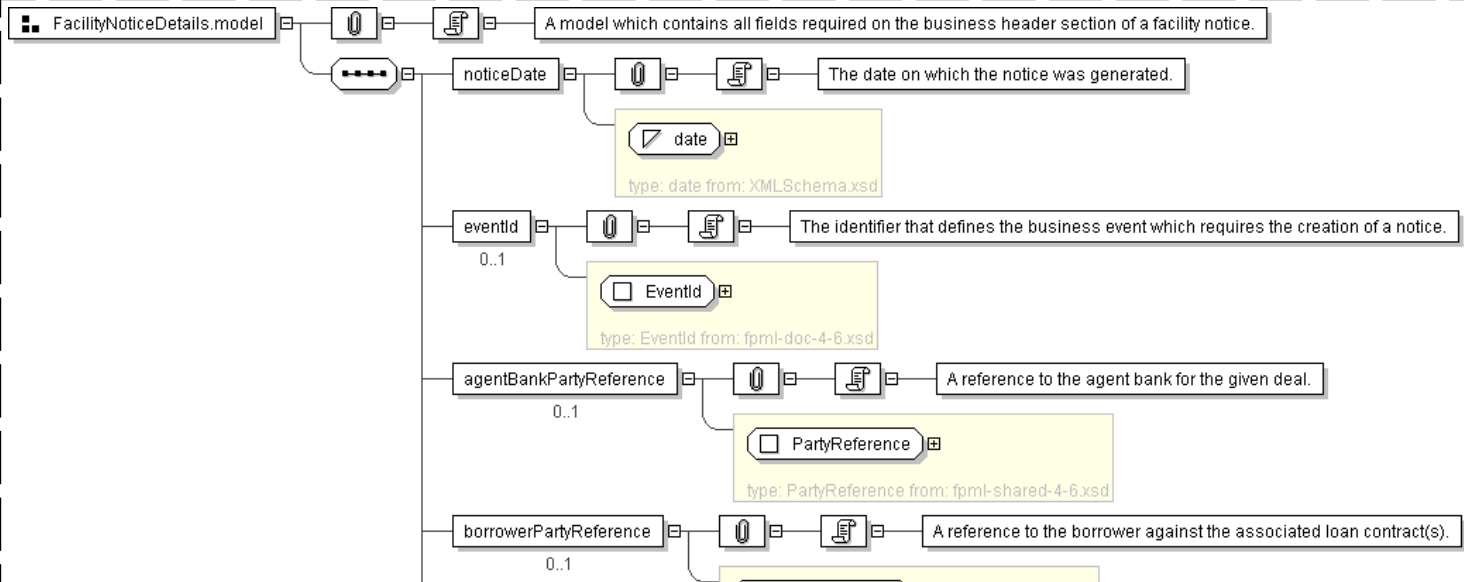 FacilityNoticeDetails.model
A model which contains all fields required on the business header section of a facility notice.
noticeDate
The date on which the notice was generated.
date
type: date from: XMLSchema.xsd
eventId
The identifier that defines the business event which requires the creation of a notice.
0..1
EventId
type: EventId from: fpml-doc-4-6.xsd
agentBankPartyReference
A reference to the agent bank for the given deal.
0..1
PartyReference
type: PartyReference from: fpml-shared-4-6.xsd
borrowerPartyReference
A reference to the borrower against the associated loan contract(s).
0..1